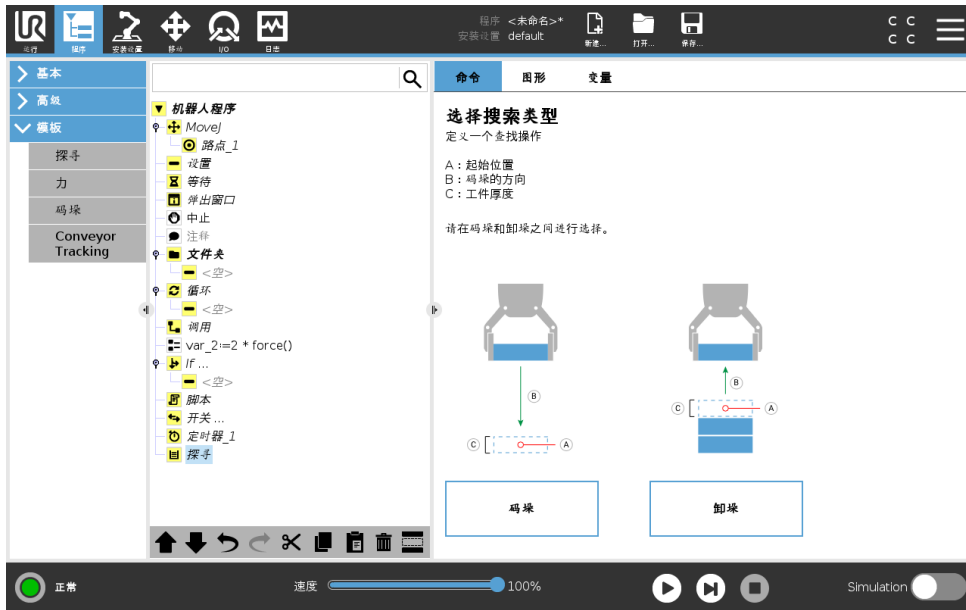 UR
运行
程序
安装设置
移动
I/O
日志
程序 <未命名>*
安装设置 default
新建...
打开...
保存...
C C
C C
基本
高级
模板
探寻
力
码垛
Conveyor
Tracking
机器人程序
MoveJ
路点_1
设置
等待
弹出窗口
中止
注释
文件夹
<空>
循环
<空>
调用
var_2:=2 * force()
If ...
<空>
脚本
开关 ...
定时器_1
探寻
命令 图形 变量
选择搜索类型
定义一个查找操作
A：起始位置
B：码垛的方向
C：工件厚度
请在码垛和卸垛之间进行选择。
B
C
A
B
C
A
码垛
卸垛
正常
速度
100%
Simulation